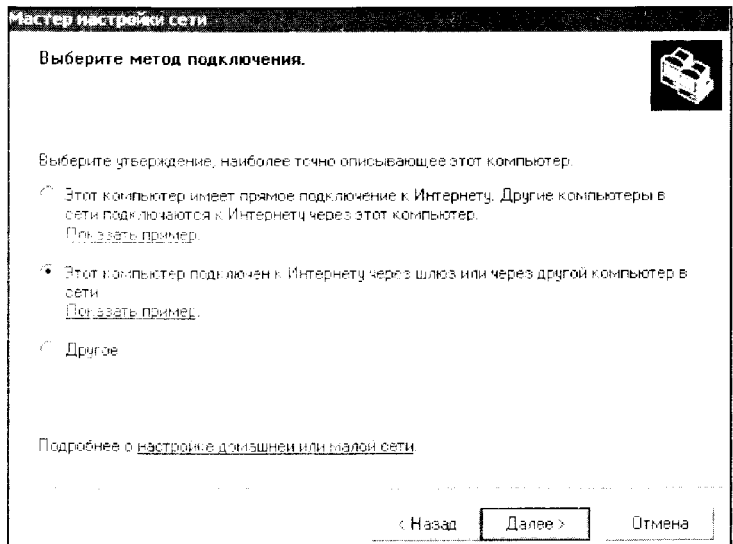 Мастер настройки сети
Выберите метод подключения.
Выберите утверждение, наиболее точно описывающее этот компьютер.
Этот компьютер имеет прямое подключение к Интернету. Другие компьютеры в
сети подключаются к Интернету через этот компьютер.
Показать пример.
Этот компьютер подключен к Интернету через шлюз или через другой компьютер в
сети
Показать пример.
Другое
Подробнее о настройке домашней или малой сети.
< Назад
Далее >
Отмена